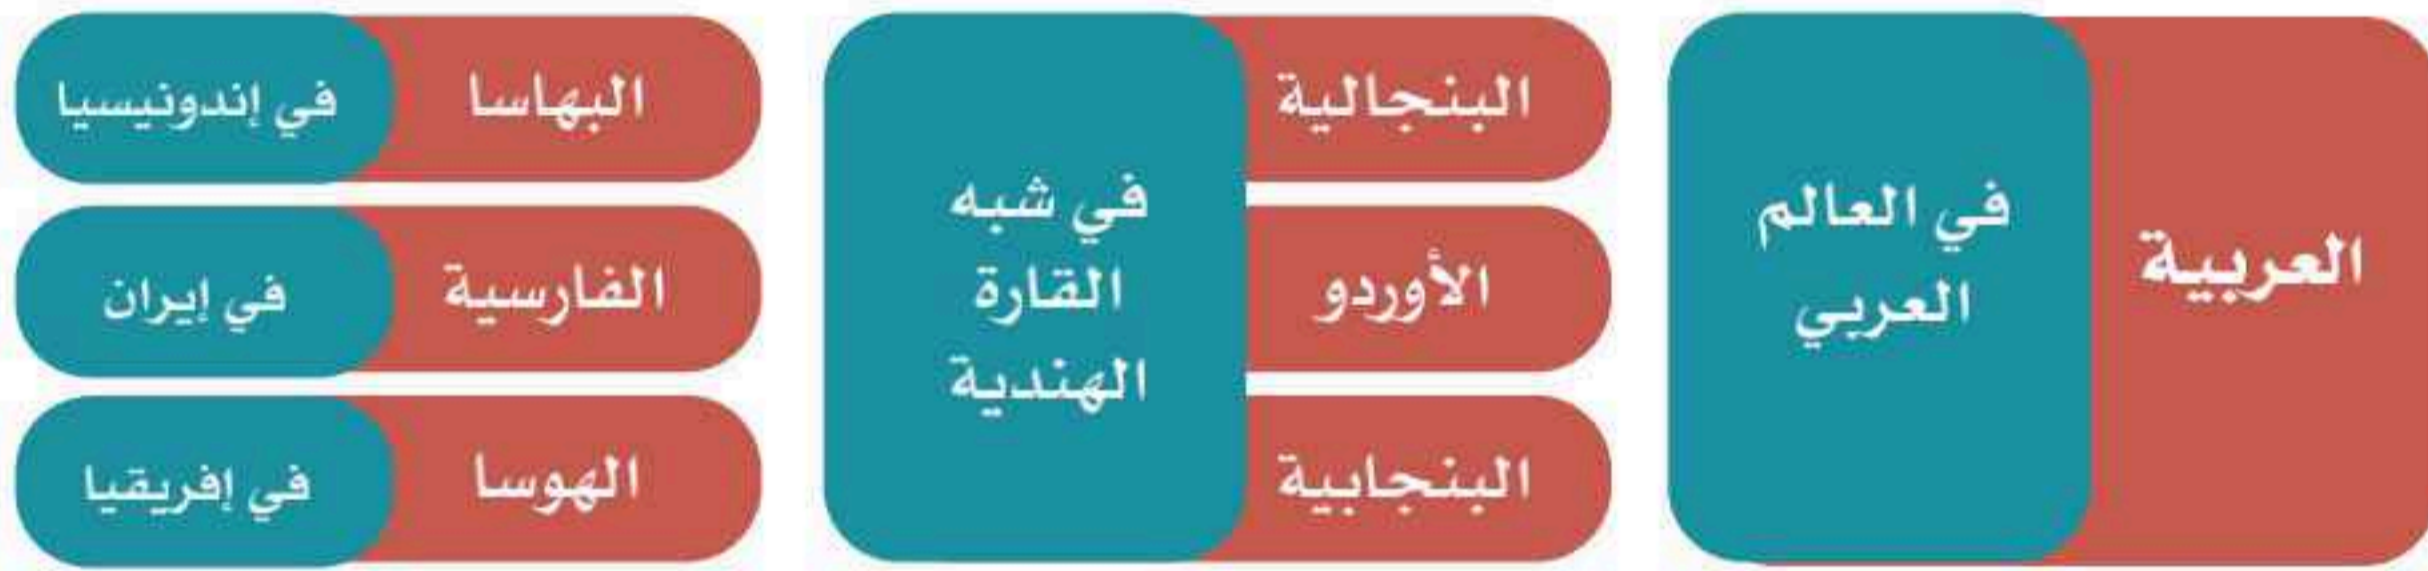 العربية
في العالم
العربي
البنجالية
الأوردو
البنجابية
في شبه
القارة
الهندية
البهاسا
في إندونيسيا
الفارسية
في إيران
الهوسا
في إفريقيا